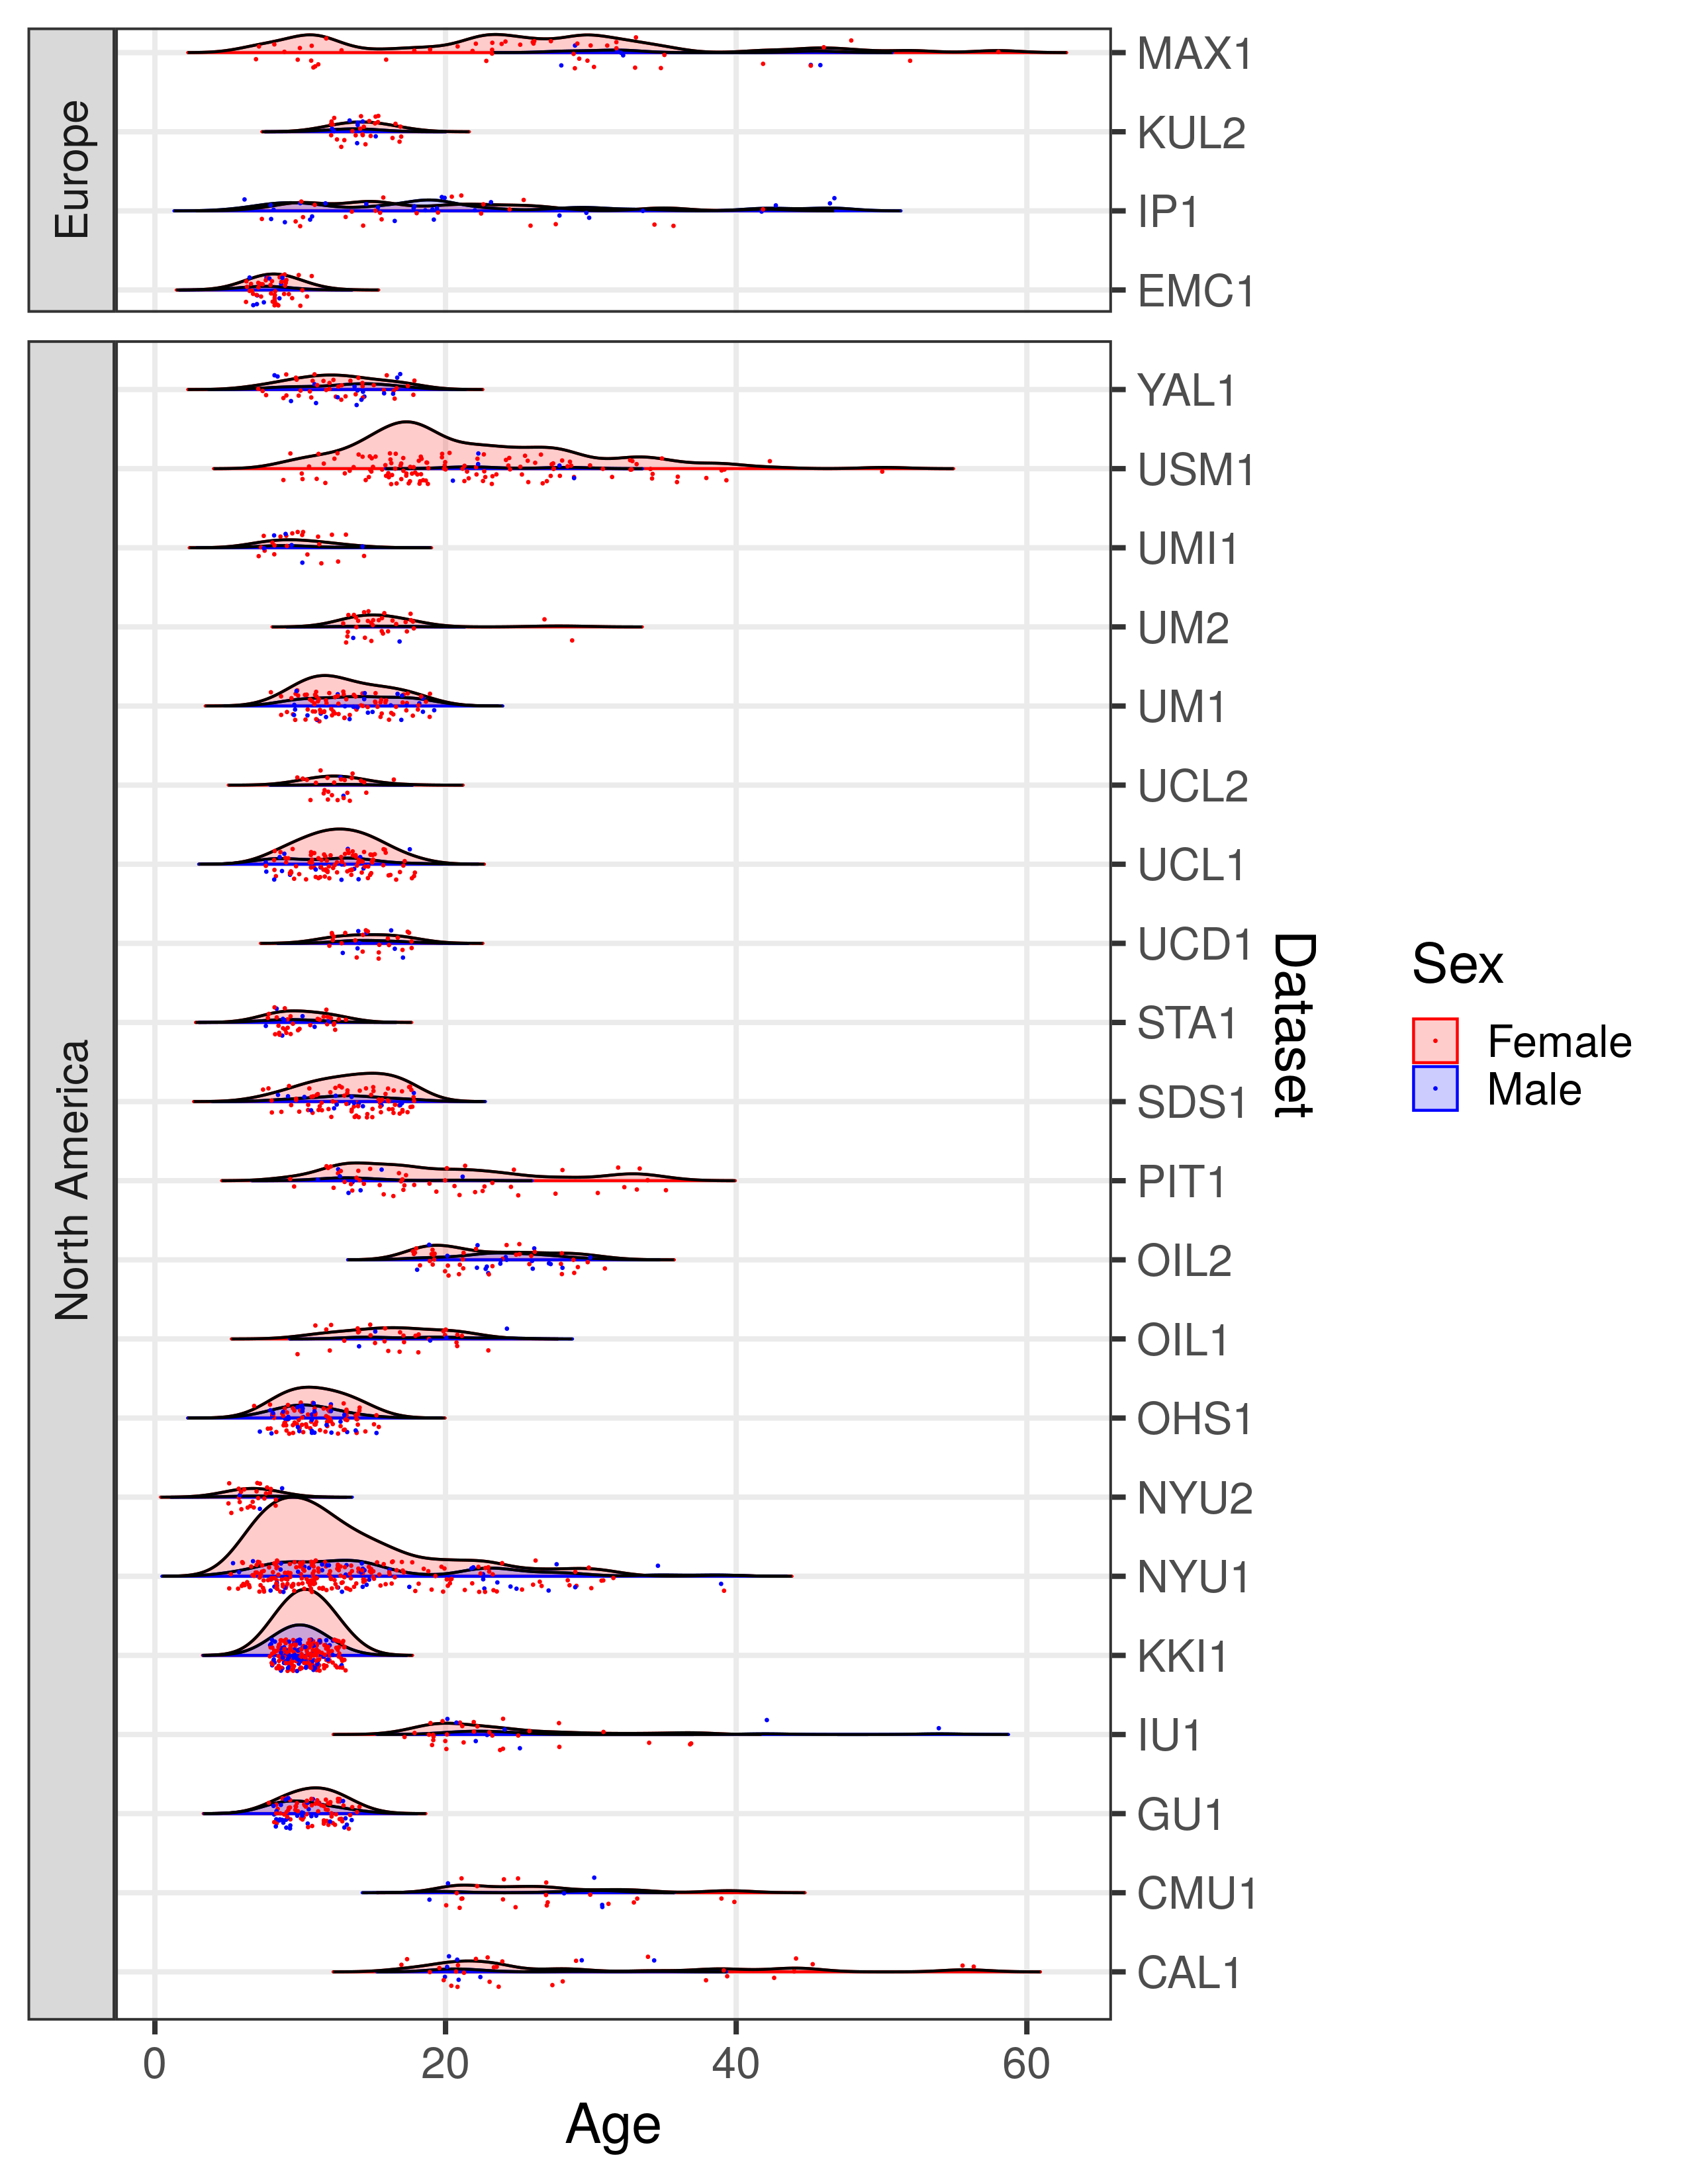 Europe
MAX1
KUL2
IP1
EMC1
North America
YAL1
USM1
UMI1
UM2
UM1
UCL2
UCL1
UCD1
STA1
SDS1
PIT1
OIL2
OIL1
OHS1
NYU2
NYU1
KKI1
IU1
GU1
CMU1
CAL1
Dataset
Sex
Female
Male
0 20 40 60
Age